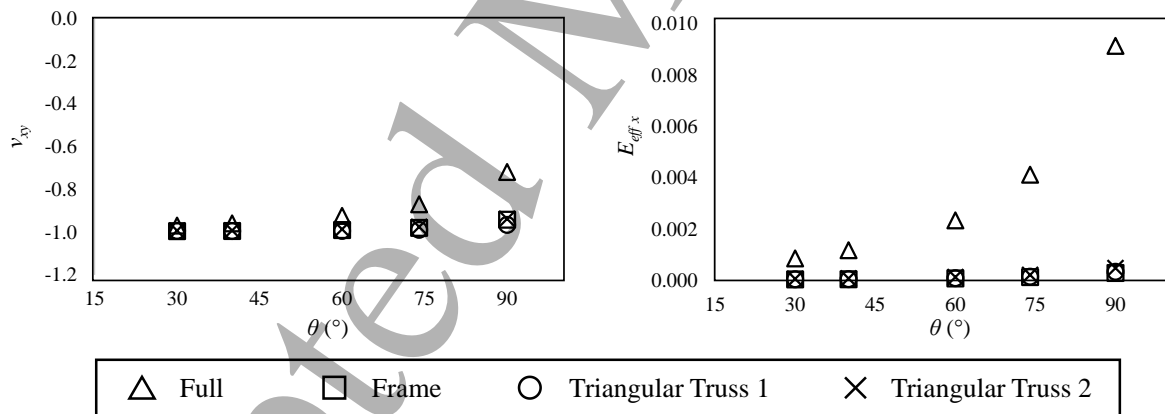 0.0
-0.2
-0.4
-0.6
-0.8
-1.0
-1.2
ν_xy
15 30 45 60 75 90
θ (°)
0.010
0.008
0.006
0.004
0.002
0.000
E_eff x
15 30 45 60 75 90
θ (°)
Full Frame Triangular Truss 1 Triangular Truss 2